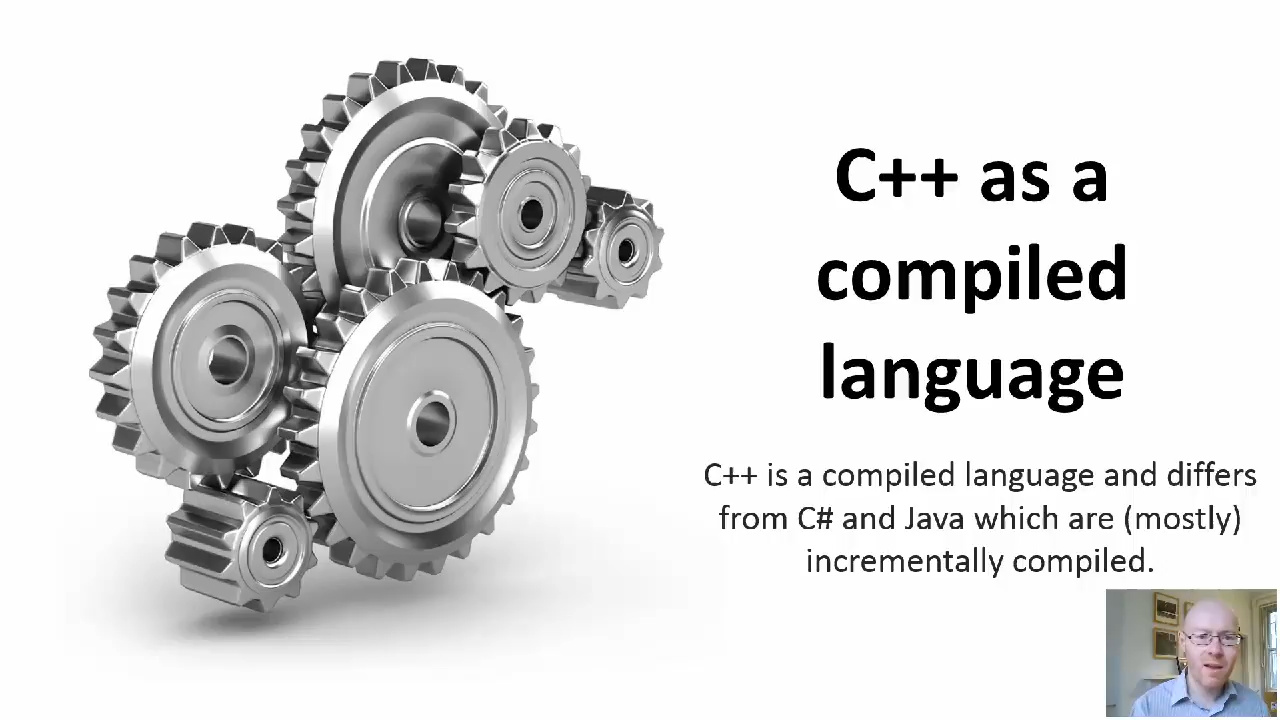 C++ as a
compiled
language
C++ is a compiled language and differs
from C# and Java which are (mostly)
incrementally compiled.